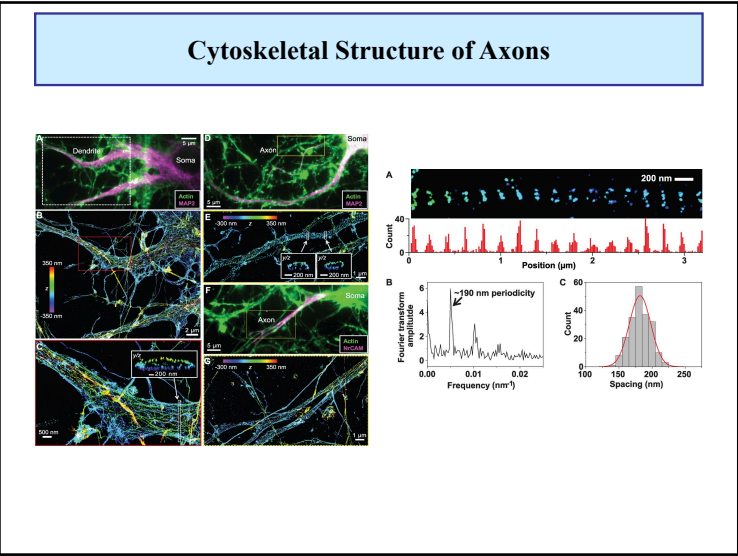 Cytoskeletal Structure of Axons
A
Dendrite
5 µm
Soma
Actin
MAP2
B
350 nm
z
-350 nm
2 µm
C
y/z
200 nm
500 nm
D
Soma
Axon
5 µm
Actin
MAP2
E
-300 nm z 350 nm
y/z
200 nm
y/z
200 nm
1 µm
F
Soma
Axon
5 µm
Actin
NrCAM
G
-300 nm z 350 nm
1 µm
A
200 nm
Count
40
0
0 1 2 3
Position (µm)
B
~190 nm periodicity
Fourier transform
amplitutde
6
4
2
0
0.00 0.01 0.02
Frequency (nm-1)
C
Count
60
40
20
0
100 150 200 250
Spacing (nm)